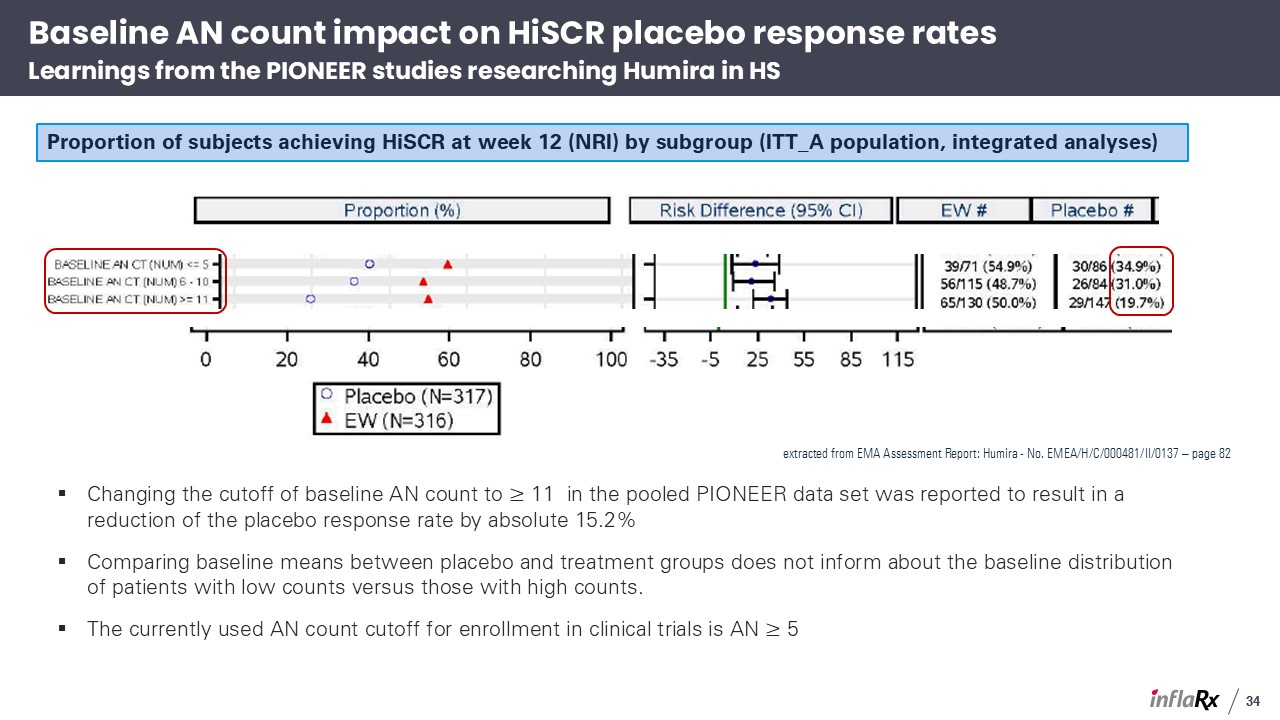 Baseline AN count impact on HiSCR placebo response rates
Learnings from the PIONEER studies researching Humira in HS
Proportion of subjects achieving HiSCR at week 12 (NRI) by subgroup (ITT_A population, integrated analyses)
Proportion (%) Risk Difference (95% CI) EW # Placebo #
BASELINE AN CT (NUM) <= 5 39/71 (54.9%) 30/86 (34.9%)
BASELINE AN CT (NUM) 6 - 10 56/115 (48.7%) 26/84 (31.0%)
BASELINE AN CT (NUM) >= 11 65/130 (50.0%) 29/147 (19.7%)
0 20 40 60 80 100 -35 -5 25 55 85 115
Placebo (N=317)
EW (N=316)
extracted from EMA Assessment Report: Humira - No. EMEA/H/C/000481/II/0137 – page 82
▪ Changing the cutoff of baseline AN count to ≥ 11 in the pooled PIONEER data set was reported to result in a
reduction of the placebo response rate by absolute 15.2%
▪ Comparing baseline means between placebo and treatment groups does not inform about the baseline distribution
of patients with low counts versus those with high counts.
▪ The currently used AN count cutoff for enrollment in clinical trials is AN ≥ 5
inflaRx / 34